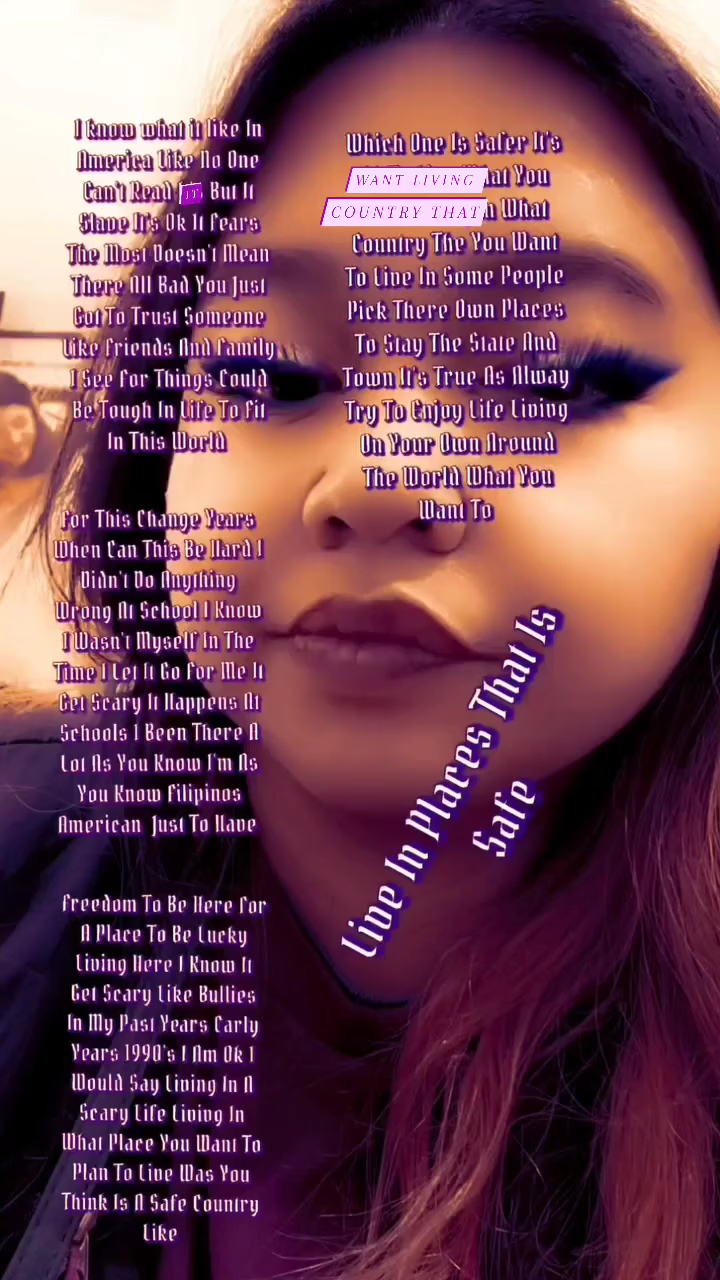 I know what it like In
America Like No One
Can't Read IT But It
Slave It's Ok It Fears
The Most Doesn't Mean
There All Bad You Just
Got To Trust Someone
Like Friends And Family
I See For Things Could
Be Tough In Life To Fit
In This World
For This Change Years
When Can This Be Hard I
Didn't Do Anything
Wrong At School I Know
I Wasn't Myself In The
Time I Let It Go For Me It
Get Scary It Happens At
Schools I Been There A
Lot As You Know I'm As
You Know Filipinos
American Just To Have
Freedom To Be Here For
A Place To Be Lucky
Living Here I Know It
Get Scary Like Bullies
In My Past Years Early
Years 1990's I Am Ok I
Would Say Living In A
Scary Life Living In
What Place You Want To
Plan To Live Was You
Think Is A Safe Country
Like
Which One Is Safer It's
WANT LIVING You
COUNTRY THAT What
Country The You Want
To Live In Some People
Pick There Own Places
To Stay The State And
Town It's True As Alway
Try To Enjoy Life Living
On Your Own Around
The World What You
Want To
Live In Places That Is
Safe